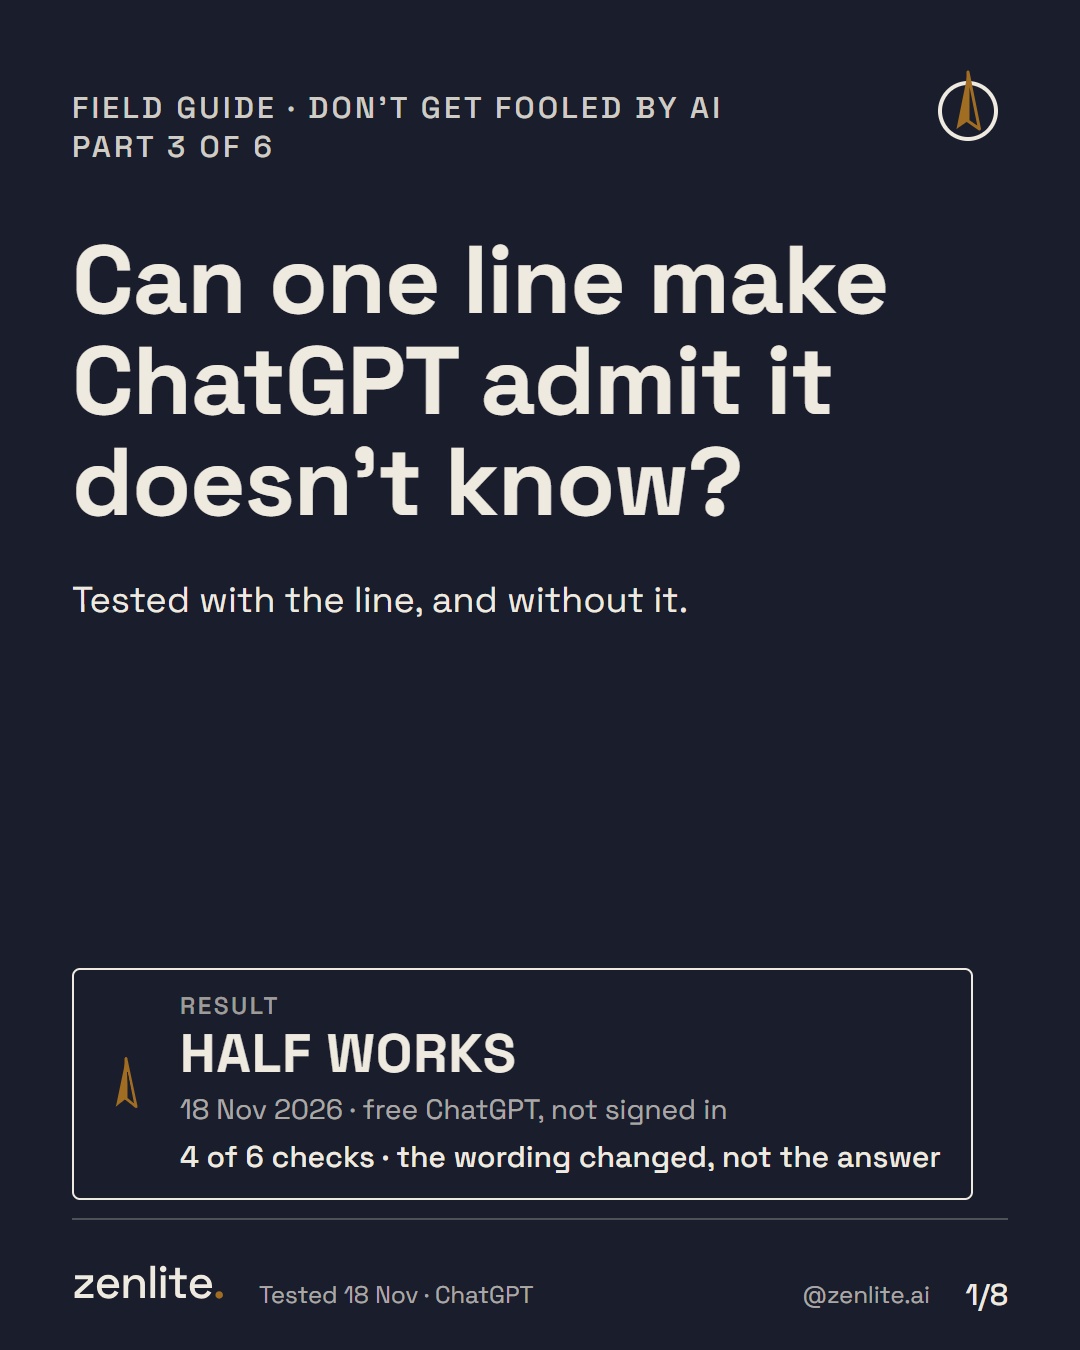 FIELD GUIDE · DON’T GET FOOLED BY AI
PART 3 OF 6
Can one line make
ChatGPT admit it
doesn’t know?
Tested with the line, and without it.
RESULT
HALF WORKS
18 Nov 2026 · free ChatGPT, not signed in
4 of 6 checks · the wording changed, not the answer
zenlite.
Tested 18 Nov · ChatGPT
@zenlite.ai
1/8